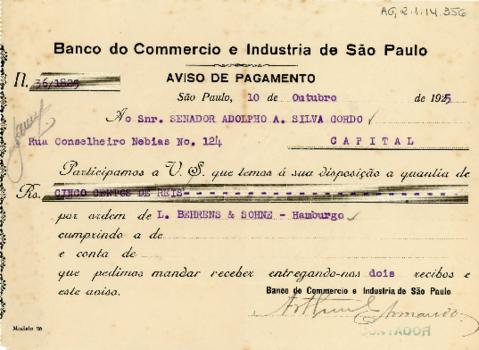 AG, 2.1.14.356
Banco do Commercio e Industria de São Paulo
AVISO DE PAGAMENTO
N. 36/1825
São Paulo, 10 de Outubro de 1925
Ao Snr. SENADOR ADOLPHO A. SILVA GORDO
Rua Conselheiro Nebias No. 124 CAPITAL
Participamos a V. S. que temos á sua disposição a quantia de
Rs. CINCO CENTOS DE REIS
por ordem de L. BEHRENS & SOHNE - Hamburgo
cumprindo a de
e conta de
que pedimos mandar receber entregando-nos dois recibos e
este aviso.
Banco do Commercio e Industria de São Paulo
CONTADOR
Modelo